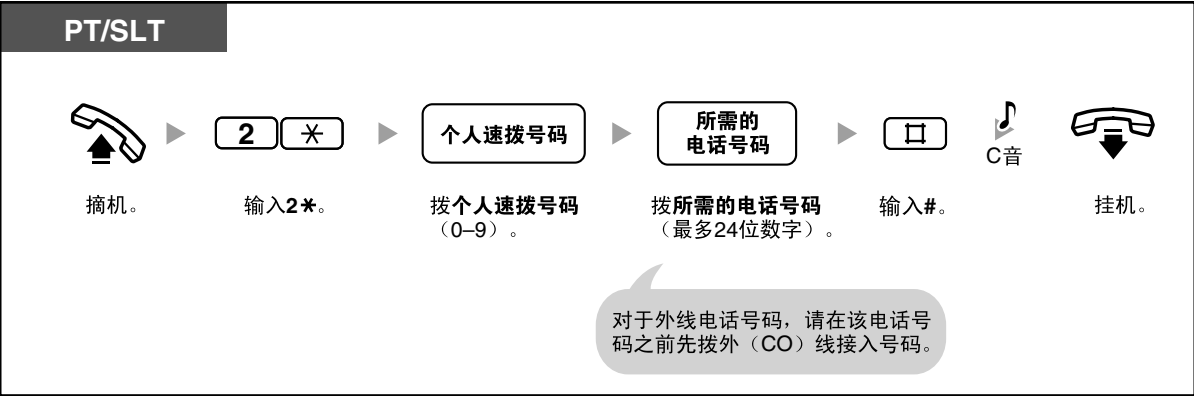 PT/SLT
2 ✳
个人速拨号码
所需的
电话号码
#
C音
摘机。
输入2✳。
拨个人速拨号码
（0–9）。
拨所需的电话号码
（最多24位数字）。
输入#。
挂机。
对于外线电话号码，请在该电话号
码之前先拨外（CO）线接入号码。